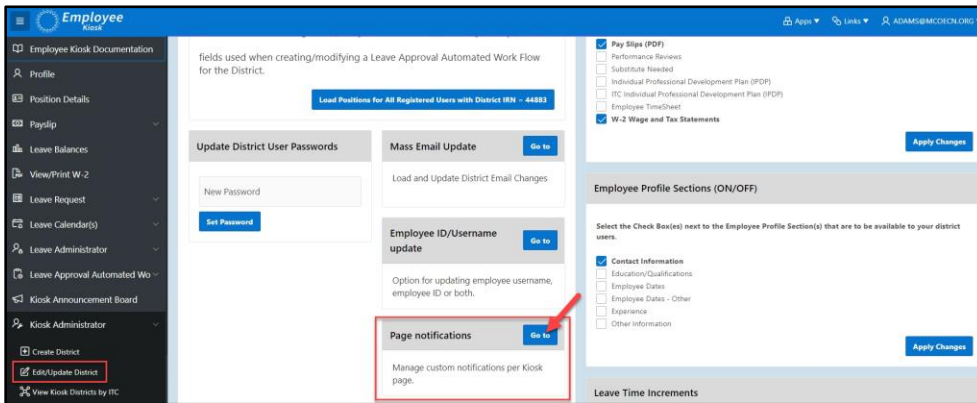 Employee
Kiosk
Apps ▼
Links ▼
ADAMS@MCOECN.ORG
Employee Kiosk Documentation
Profile
Position Details
Payslip
Leave Balances
View/Print W-2
Leave Request
Leave Calendar(s)
Leave Administrator
Leave Approval Automated Wo
Kiosk Announcement Board
Kiosk Administrator
Create District
Edit/Update District
View Kiosk Districts by ITC
fields used when creating/modifying a Leave Approval Automated Work Flow
for the District.
Load Positions for All Registered Users with District IRN = 44883
Update District User Passwords
New Password
Set Password
Mass Email Update
Go to
Load and Update District Email Changes
Employee ID/Username
update
Go to
Option for updating employee username,
employee ID or both.
Page notifications
Go to
Manage custom notifications per Kiosk
page.
Pay Slips (PDF)
Performance Reviews
Substitute Needed
Individual Professional Development Plan (IPDP)
ITC Individual Professional Development Plan (IPDP)
Employee TimeSheet
W-2 Wage and Tax Statements
Apply Changes
Employee Profile Sections (ON/OFF)
Select the Check Box(es) next to the Employee Profile Section(s) that are to be available to your district
users.
Contact Information
Education/Qualifications
Employee Dates
Employee Dates - Other
Experience
Other Information
Apply Changes
Leave Time Increments